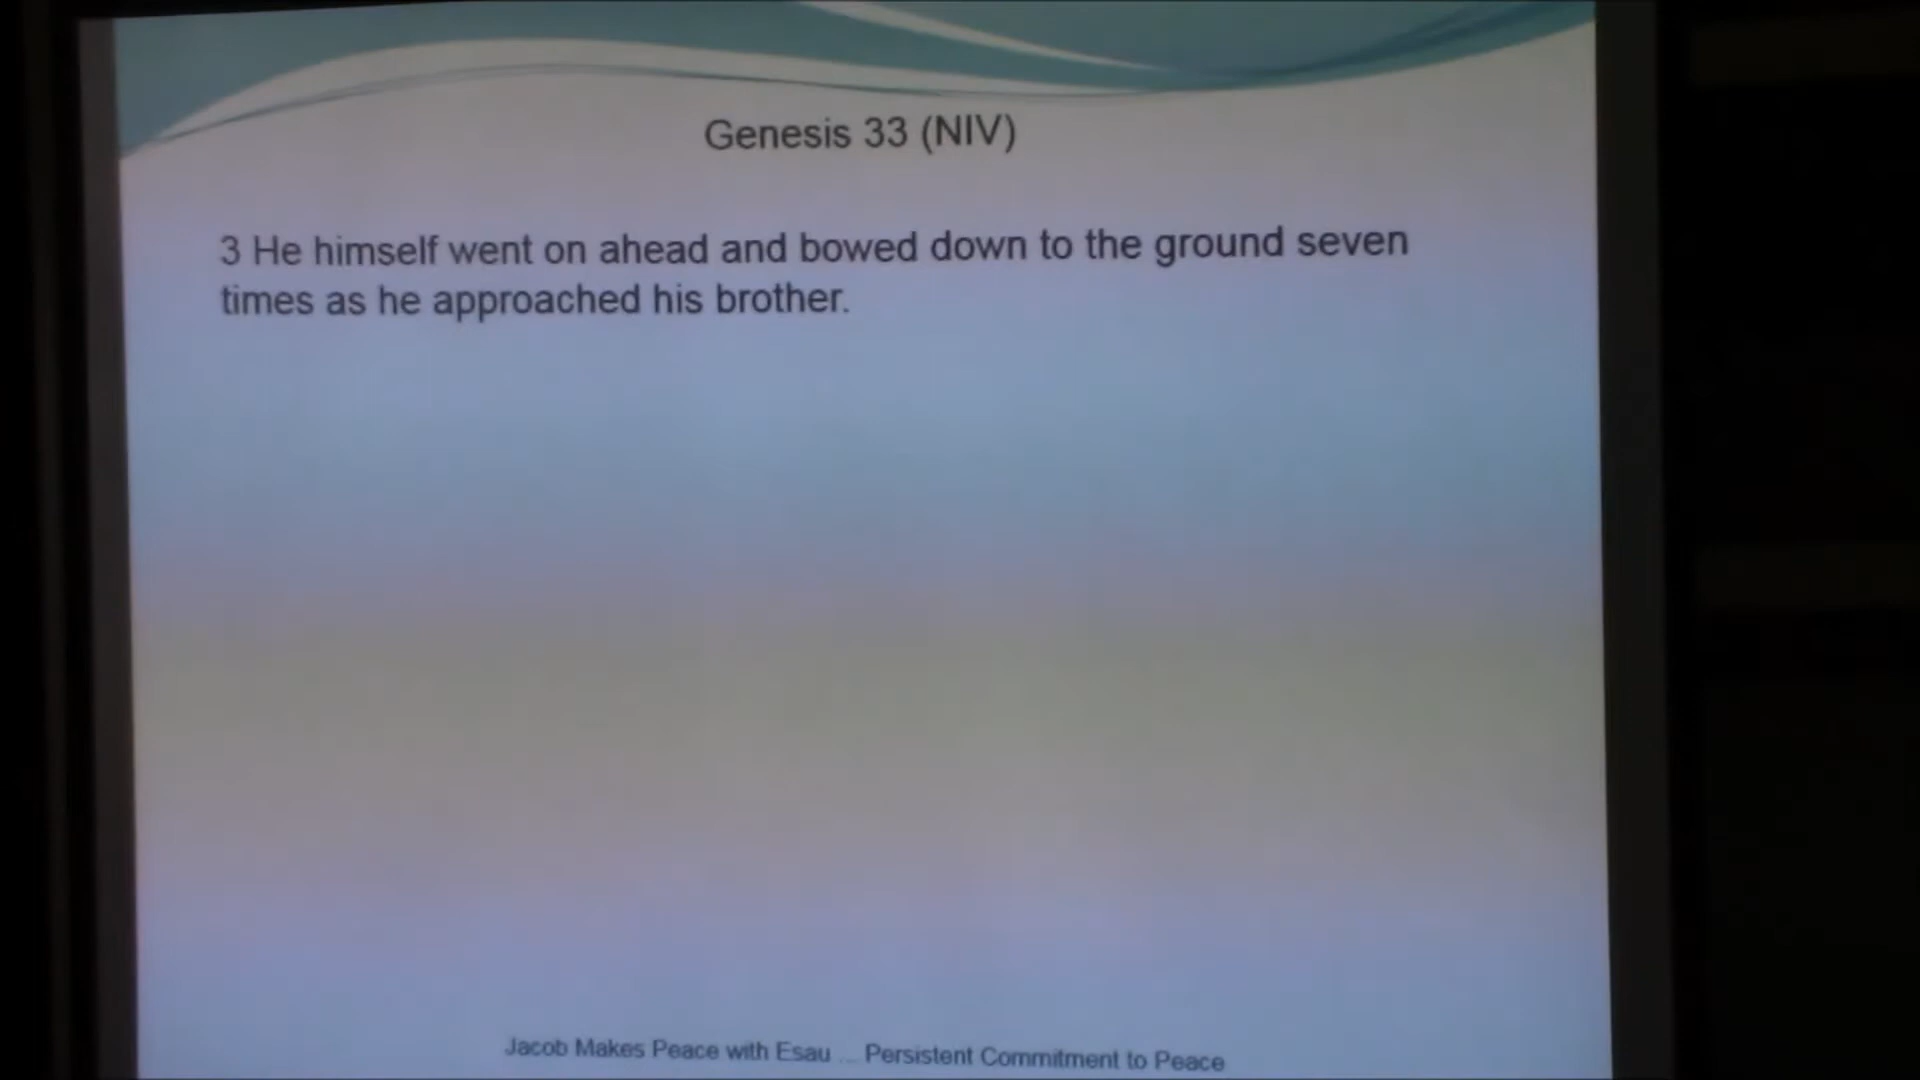 Genesis 33 (NIV)
3 He himself went on ahead and bowed down to the ground seven
times as he approached his brother.
Jacob Makes Peace with Esau ... Persistent Commitment to Peace